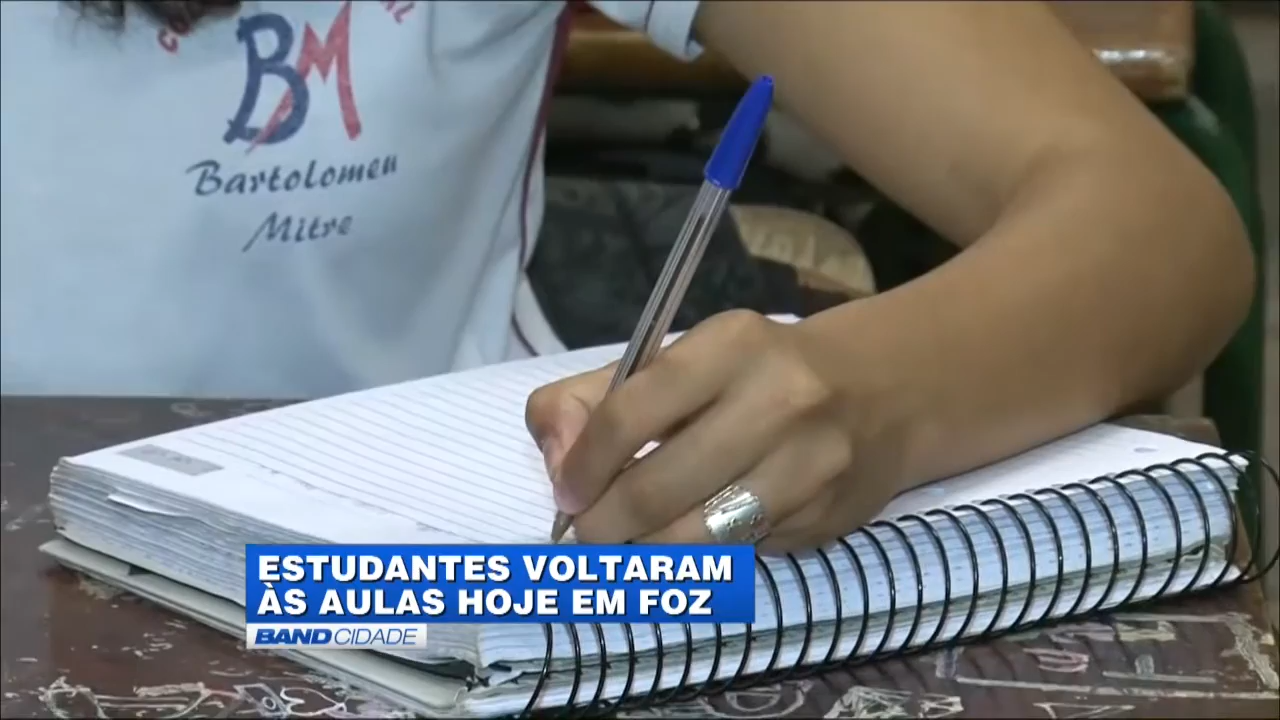 BM
Bartolomeu
Mitre
ESTUDANTES VOLTARAM
ÀS AULAS HOJE EM FOZ
BAND CIDADE